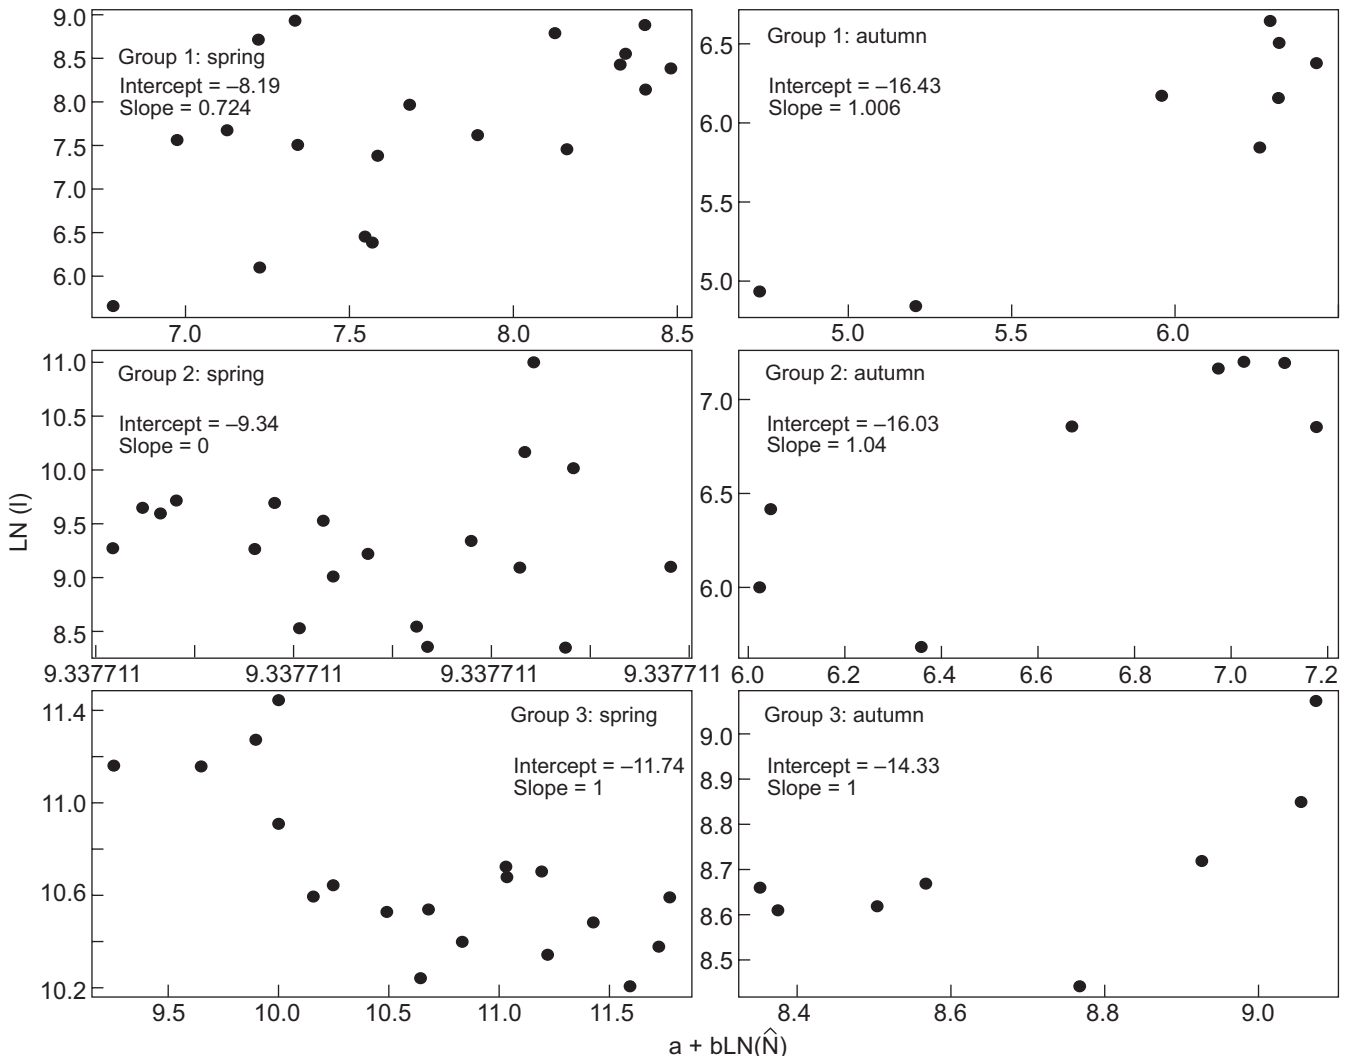 9.0
8.5
8.0
7.5
7.0
6.5
6.0
Group 1: spring
Intercept = –8.19
Slope = 0.724
7.0 7.5 8.0 8.5
6.5
6.0
5.5
5.0
Group 1: autumn
Intercept = –16.43
Slope = 1.006
5.0 5.5 6.0
LN (I)
11.0
10.5
10.0
9.5
9.0
8.5
Group 2: spring
Intercept = –9.34
Slope = 0
9.337711 9.337711 9.337711 9.337711
7.0
6.5
6.0
Group 2: autumn
Intercept = –16.03
Slope = 1.04
6.0 6.2 6.4 6.6 6.8 7.0 7.2
11.4
11.0
10.6
10.2
Group 3: spring
Intercept = –11.74
Slope = 1
9.5 10.0 10.5 11.0 11.5
9.0
8.9
8.8
8.7
8.6
8.5
Group 3: autumn
Intercept = –14.33
Slope = 1
8.4 8.6 8.8 9.0
a + bLN(N̂)